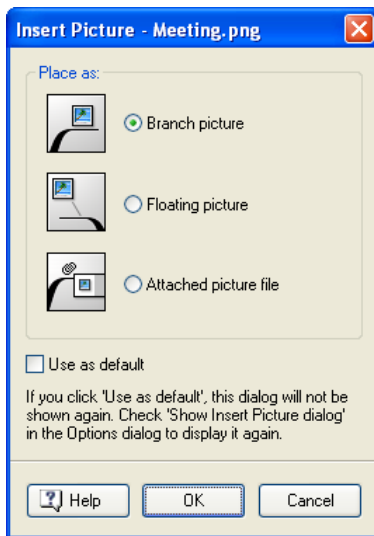 Insert Picture - Meeting.png
Place as:
Branch picture
Floating picture
Attached picture file
Use as default
If you click 'Use as default', this dialog will not be
shown again. Check 'Show Insert Picture dialog'
in the Options dialog to display it again.
Help OK Cancel